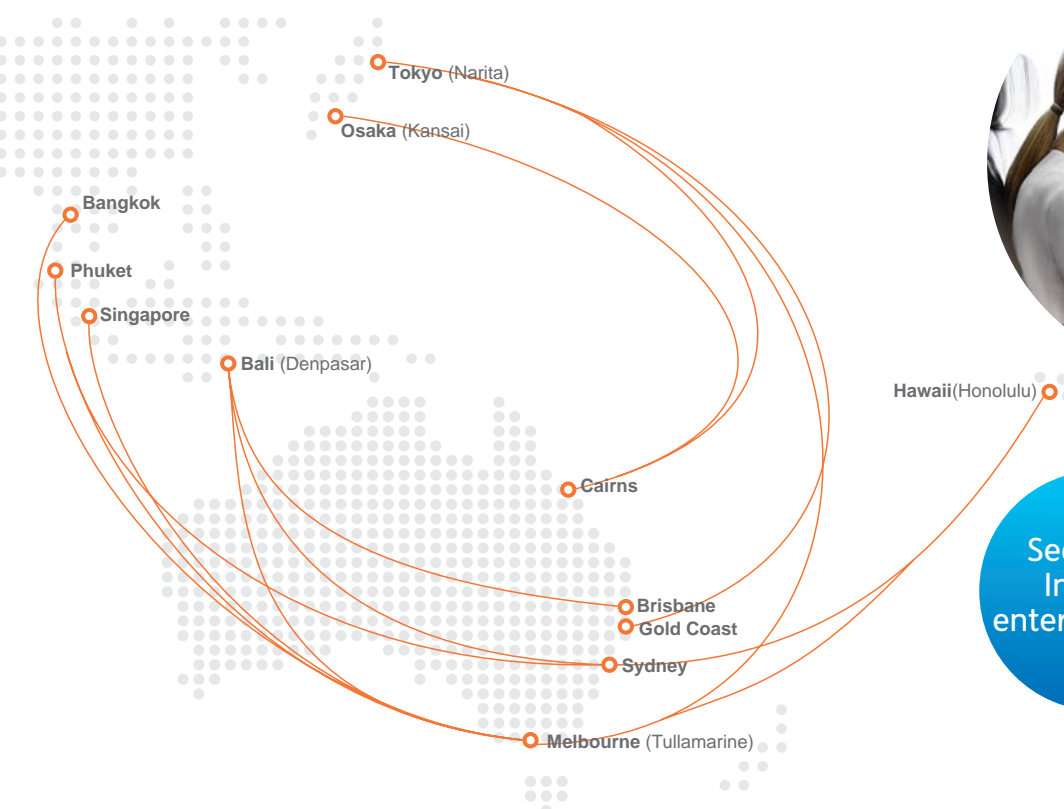 Tokyo (Narita)
Osaka (Kansai)
Bangkok
Phuket
Singapore
Bali (Denpasar)
Hawaii(Honolulu)
Cairns
Brisbane
Gold Coast
Sydney
Melbourne (Tullamarine)